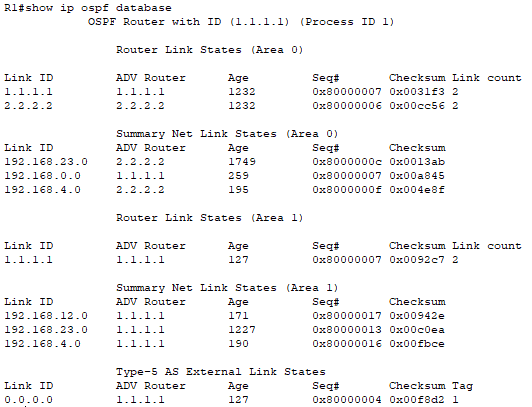 R1#show ip ospf database
OSPF Router with ID (1.1.1.1) (Process ID 1)
Router Link States (Area 0)
Link ID ADV Router Age Seq# Checksum Link count
1.1.1.1 1.1.1.1 1232 0x80000007 0x0031f3 2
2.2.2.2 2.2.2.2 1232 0x80000006 0x00cc56 2
Summary Net Link States (Area 0)
Link ID ADV Router Age Seq# Checksum
192.168.23.0 2.2.2.2 1749 0x8000000c 0x0013ab
192.168.0.0 1.1.1.1 259 0x80000007 0x00a845
192.168.4.0 2.2.2.2 195 0x8000000f 0x004e8f
Router Link States (Area 1)
Link ID ADV Router Age Seq# Checksum Link count
1.1.1.1 1.1.1.1 127 0x80000007 0x0092c7 2
Summary Net Link States (Area 1)
Link ID ADV Router Age Seq# Checksum
192.168.12.0 1.1.1.1 171 0x80000017 0x00942e
192.168.23.0 1.1.1.1 1227 0x80000013 0x00c0ea
192.168.4.0 1.1.1.1 190 0x80000016 0x00fbce
Type-5 AS External Link States
Link ID ADV Router Age Seq# Checksum Tag
0.0.0.0 1.1.1.1 127 0x80000004 0x00f8d2 1